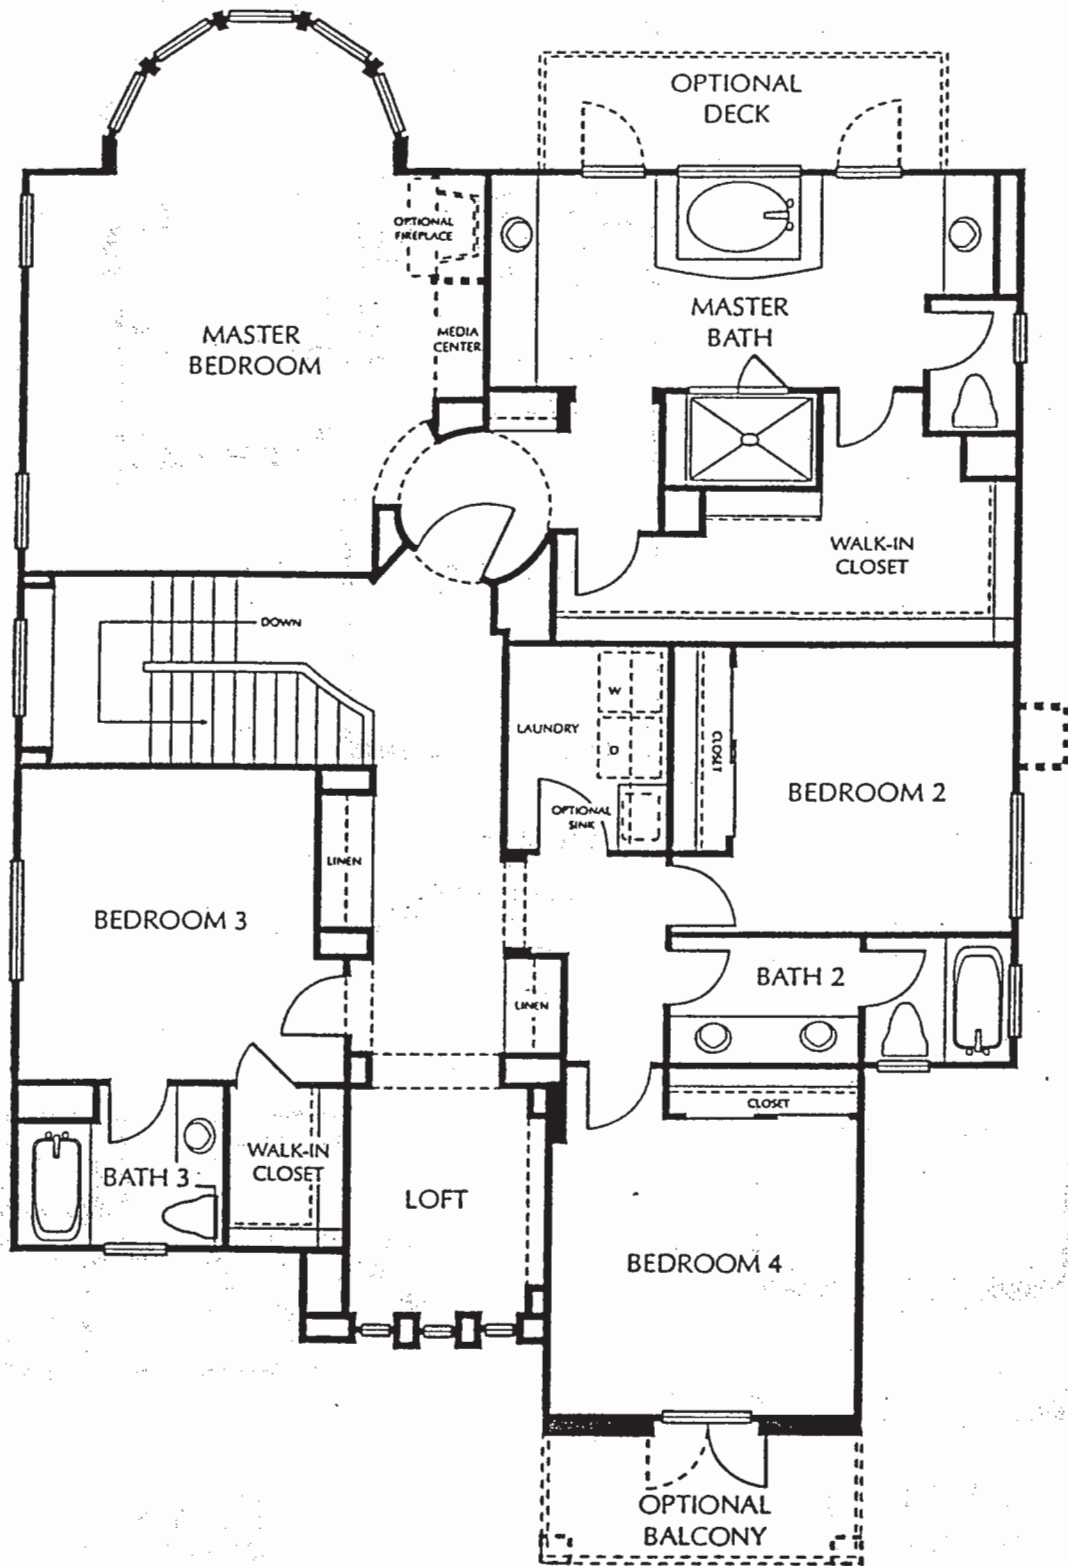 OPTIONAL
DECK
OPTIONAL
FIREPLACE
MASTER
BATH
MASTER
BEDROOM
MEDIA
CENTER
WALK-IN
CLOSET
DOWN
W
LAUNDRY
D
CLOSET
BEDROOM 2
OPTIONAL
SINK
LINEN
BEDROOM 3
BATH 2
LINEN
CLOSET
WALK-IN
CLOSET
BATH 3
LOFT
BEDROOM 4
OPTIONAL
BALCONY